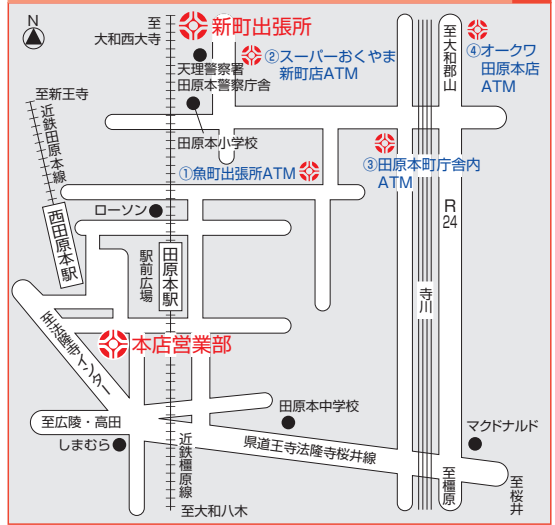 N
至
大和西大寺
新町出張所
②スーパーおくやま
新町店ATM
至大和郡山
④オークワ
田原本店
ATM
天理警察署
田原本警察庁舎
至新王寺
近鉄田原本線
田原本小学校
①魚町出張所ATM
③田原本町庁舎内
ATM
西田原本駅
ローソン
R
24
駅前広場
田原本駅
寺川
至法隆寺インター
本店営業部
至広陵・高田
しまむら
田原本中学校
マクドナルド
県道王寺法隆寺桜井線
近鉄橿原線
至大和八木
至橿原
至桜井